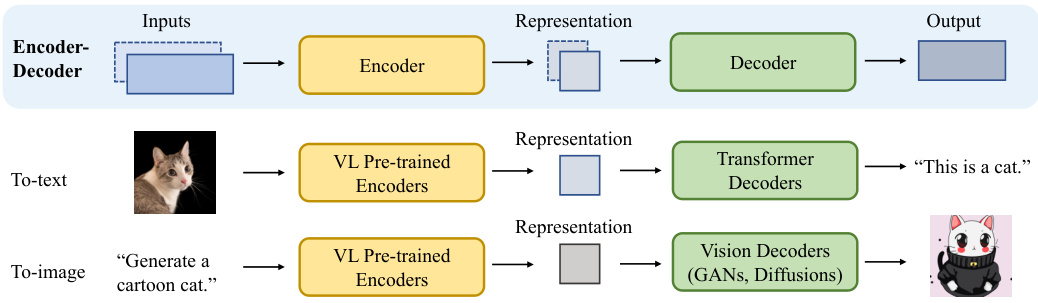 Inputs
Representation
Output
Encoder-
Decoder
Encoder
Decoder
Representation
To-text
VL Pre-trained
Encoders
Transformer
Decoders
“This is a cat.”
Representation
To-image
“Generate a
cartoon cat.”
VL Pre-trained
Encoders
Vision Decoders
(GANs, Diffusions)